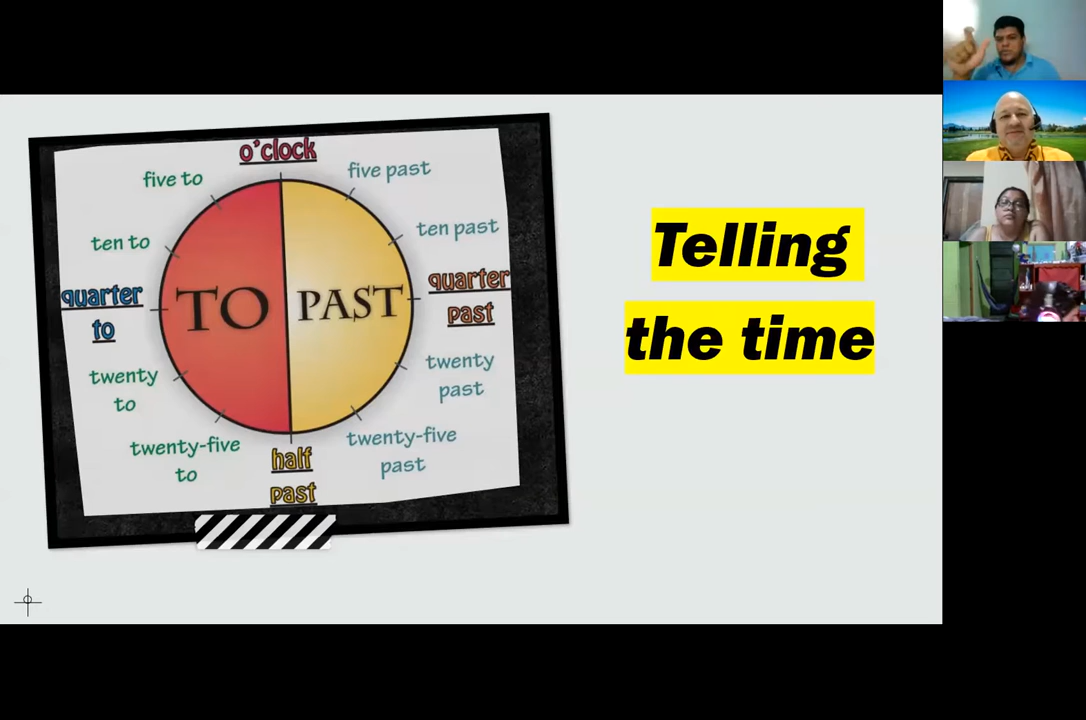 o'clock
five past
ten past
quarter
past
twenty
past
twenty-five
past
half
past
twenty-five
to
twenty
to
quarter
to
ten to
five to
TO
PAST
Telling
the time